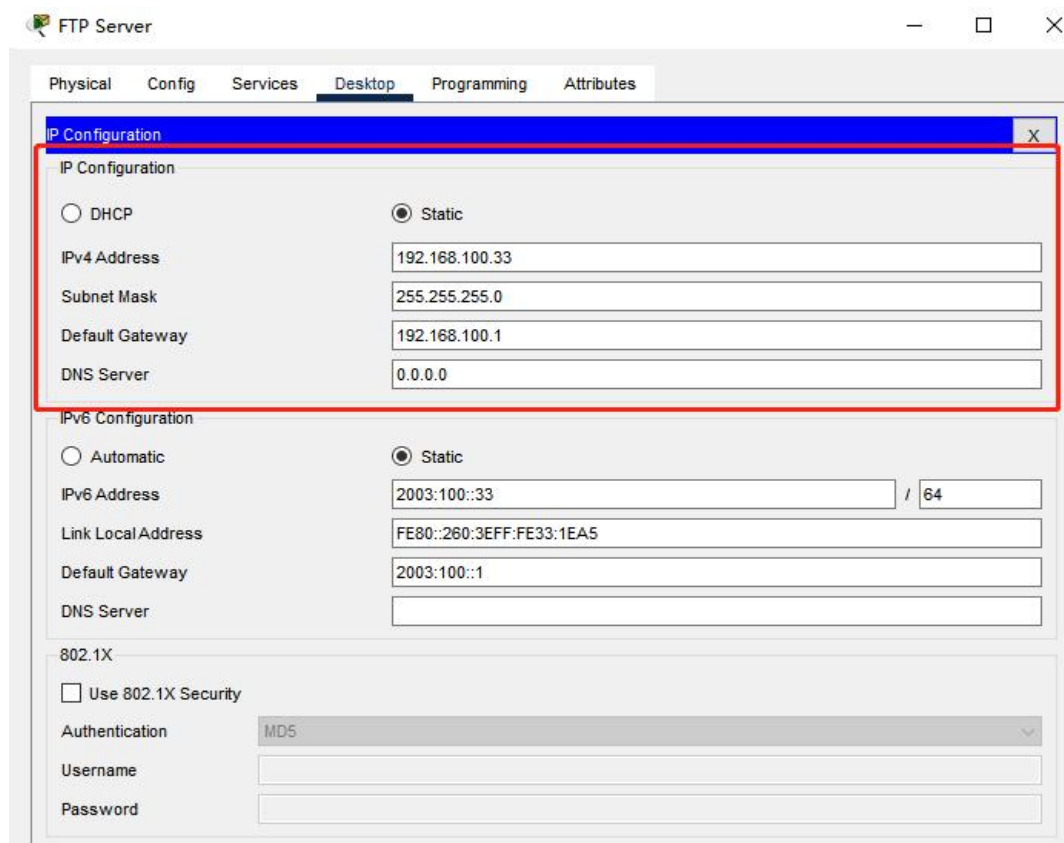 FTP Server
Physical Config Services Desktop Programming Attributes
IP Configuration X
IP Configuration
DHCP Static
IPv4 Address 192.168.100.33
Subnet Mask 255.255.255.0
Default Gateway 192.168.100.1
DNS Server 0.0.0.0
IPv6 Configuration
Automatic Static
IPv6 Address 2003:100::33 / 64
Link Local Address FE80::260:3EFF:FE33:1EA5
Default Gateway 2003:100::1
DNS Server
802.1X
Use 802.1X Security
Authentication MD5
Username
Password